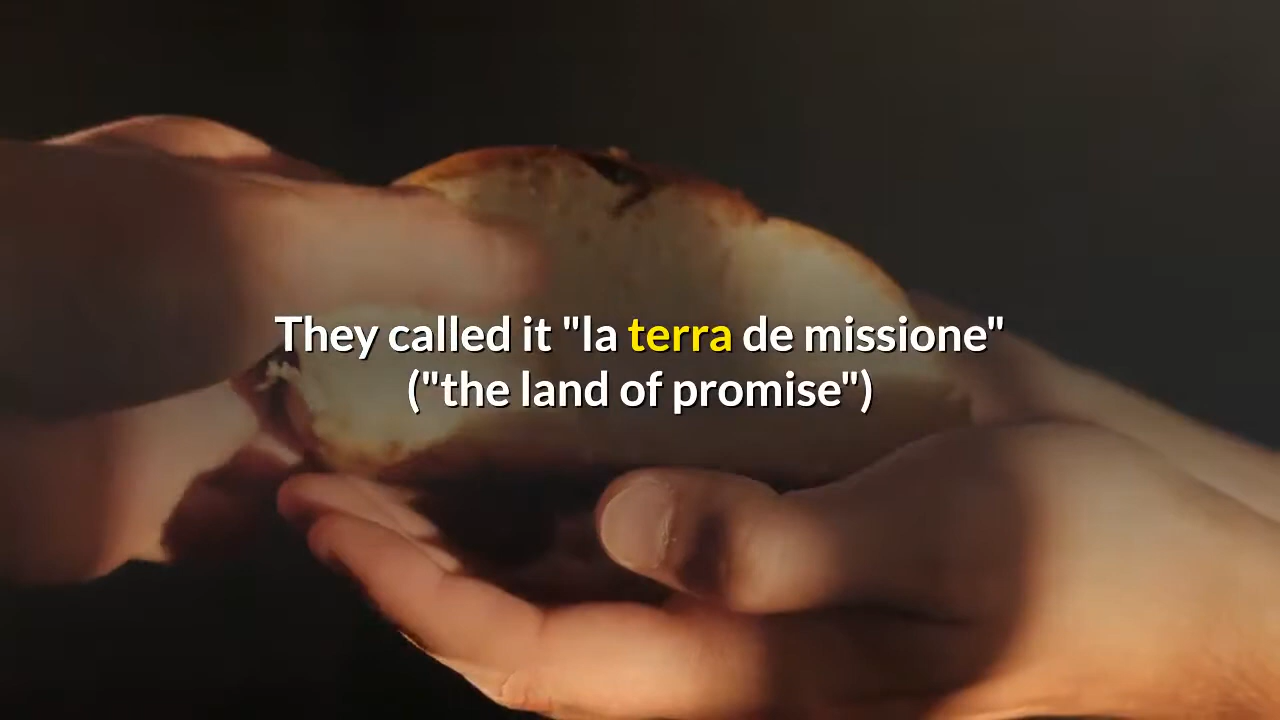 They called it "la terra de missione"
("the land of promise")